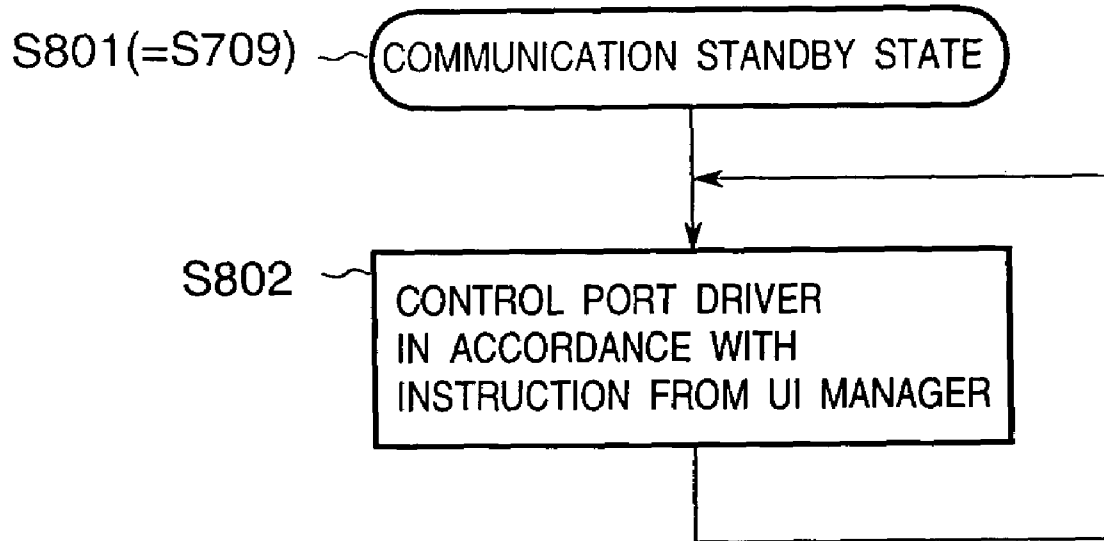 S801(=S709)
COMMUNICATION STANDBY STATE
S802
CONTROL PORT DRIVER
IN ACCORDANCE WITH
INSTRUCTION FROM UI MANAGER